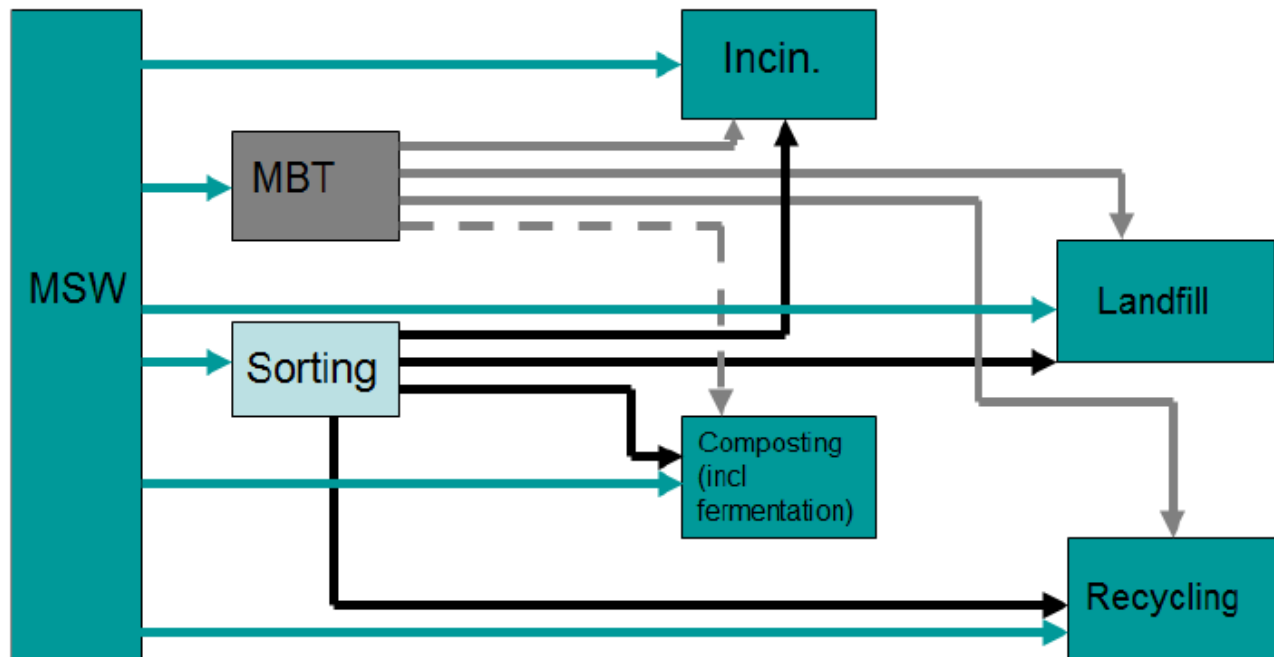 MSW
Incin.
MBT
Landfill
Sorting
Composting
(incl
fermentation)
Recycling